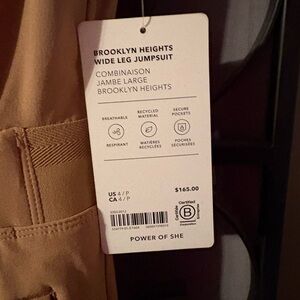 BROOKLYN HEIGHTS
WIDE LEG JUMPSUIT
COMBINAISON
JAMBE LARGE
BROOKLYN HEIGHTS
BREATHABLE
RECYCLED MATERIAL
SECURE POCKETS
RESPIRANT
MATIÈRES RECYCLÉES
POCHES SÉCURISÉES
US 4 / P
CA 4 / P
$165.00
Certified
B
Corporation
POWER OF SHE